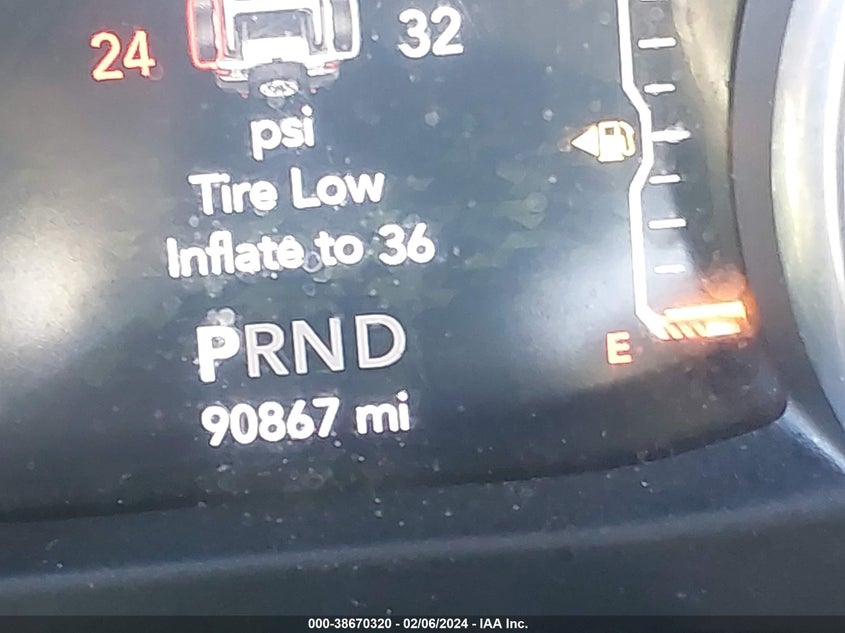 24 32
psi
Tire Low
Inflate to 36
PRND
90867 mi
E
000-38670320 - 02/06/2024 - IAA Inc.